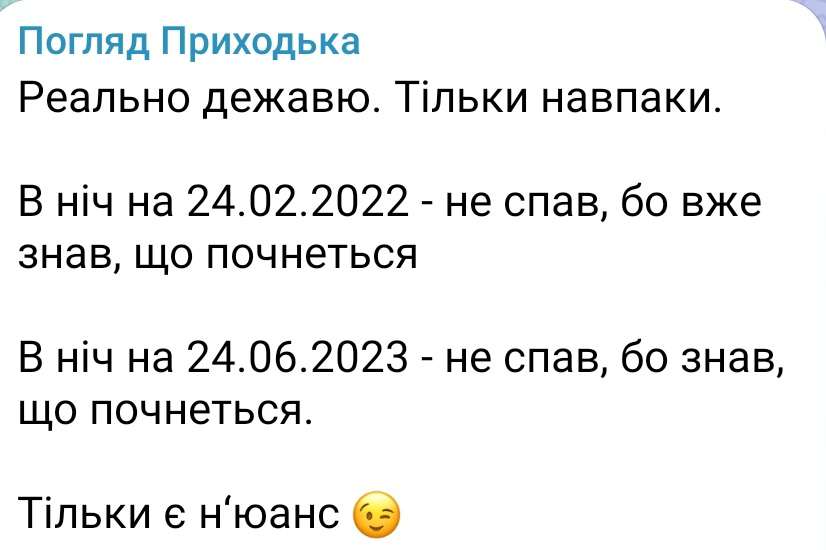 Погляд Приходька
Реально дежавю. Тільки навпаки.
В ніч на 24.02.2022 - не спав, бо вже
знав, що почнеться
В ніч на 24.06.2023 - не спав, бо знав,
що почнеться.
Тільки є н‘юанс 😉